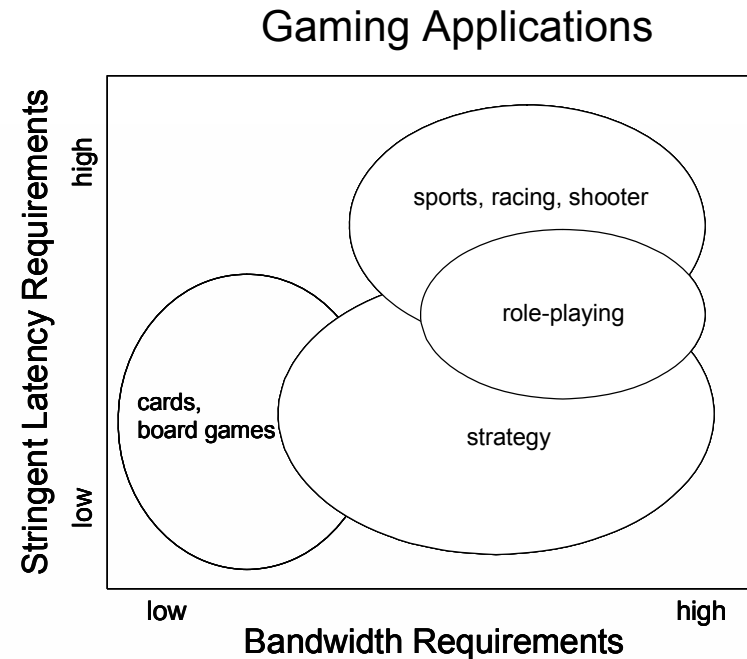 Gaming Applications
Stringent Latency Requirements
high
low
sports, racing, shooter
role-playing
cards,
board games
strategy
low
high
Bandwidth Requirements